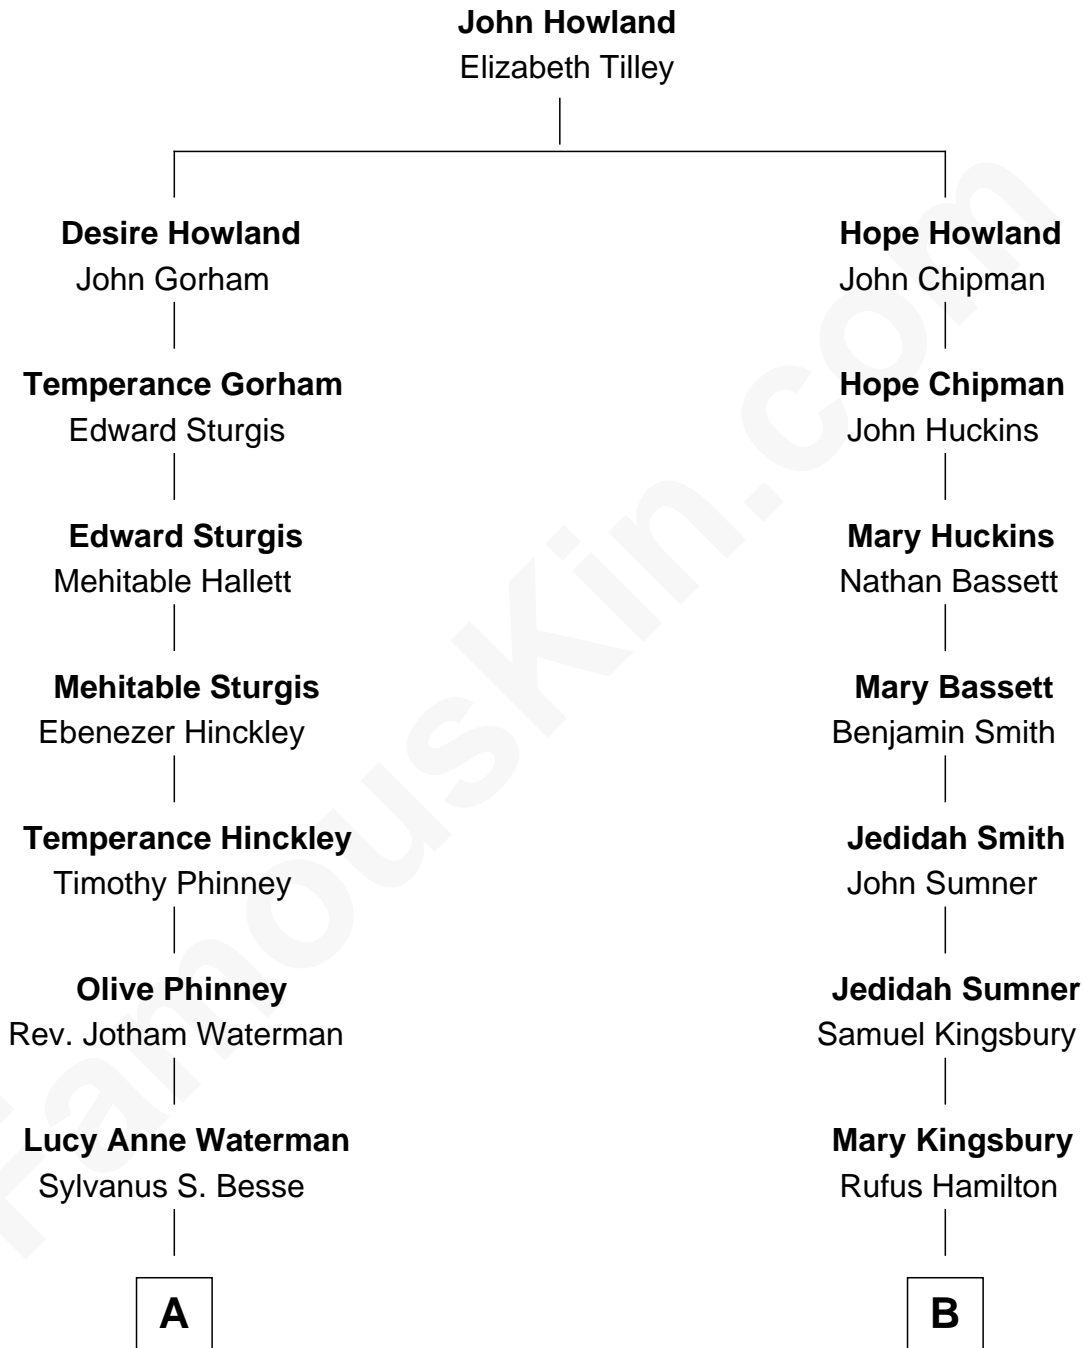 John Howland
Elizabeth Tilley
Desire Howland
John Gorham
Hope Howland
John Chipman
Temperance Gorham
Edward Sturgis
Hope Chipman
John Huckins
Edward Sturgis
Mehitable Hallett
Mary Huckins
Nathan Bassett
Mehitable Sturgis
Ebenezer Hinckley
Mary Bassett
Benjamin Smith
Temperance Hinckley
Timothy Phinney
Jedidah Smith
John Sumner
Olive Phinney
Rev. Jotham Waterman
Jedidah Sumner
Samuel Kingsbury
Lucy Anne Waterman
Sylvanus S. Besse
Mary Kingsbury
Rufus Hamilton
A
B
FamousKin.com